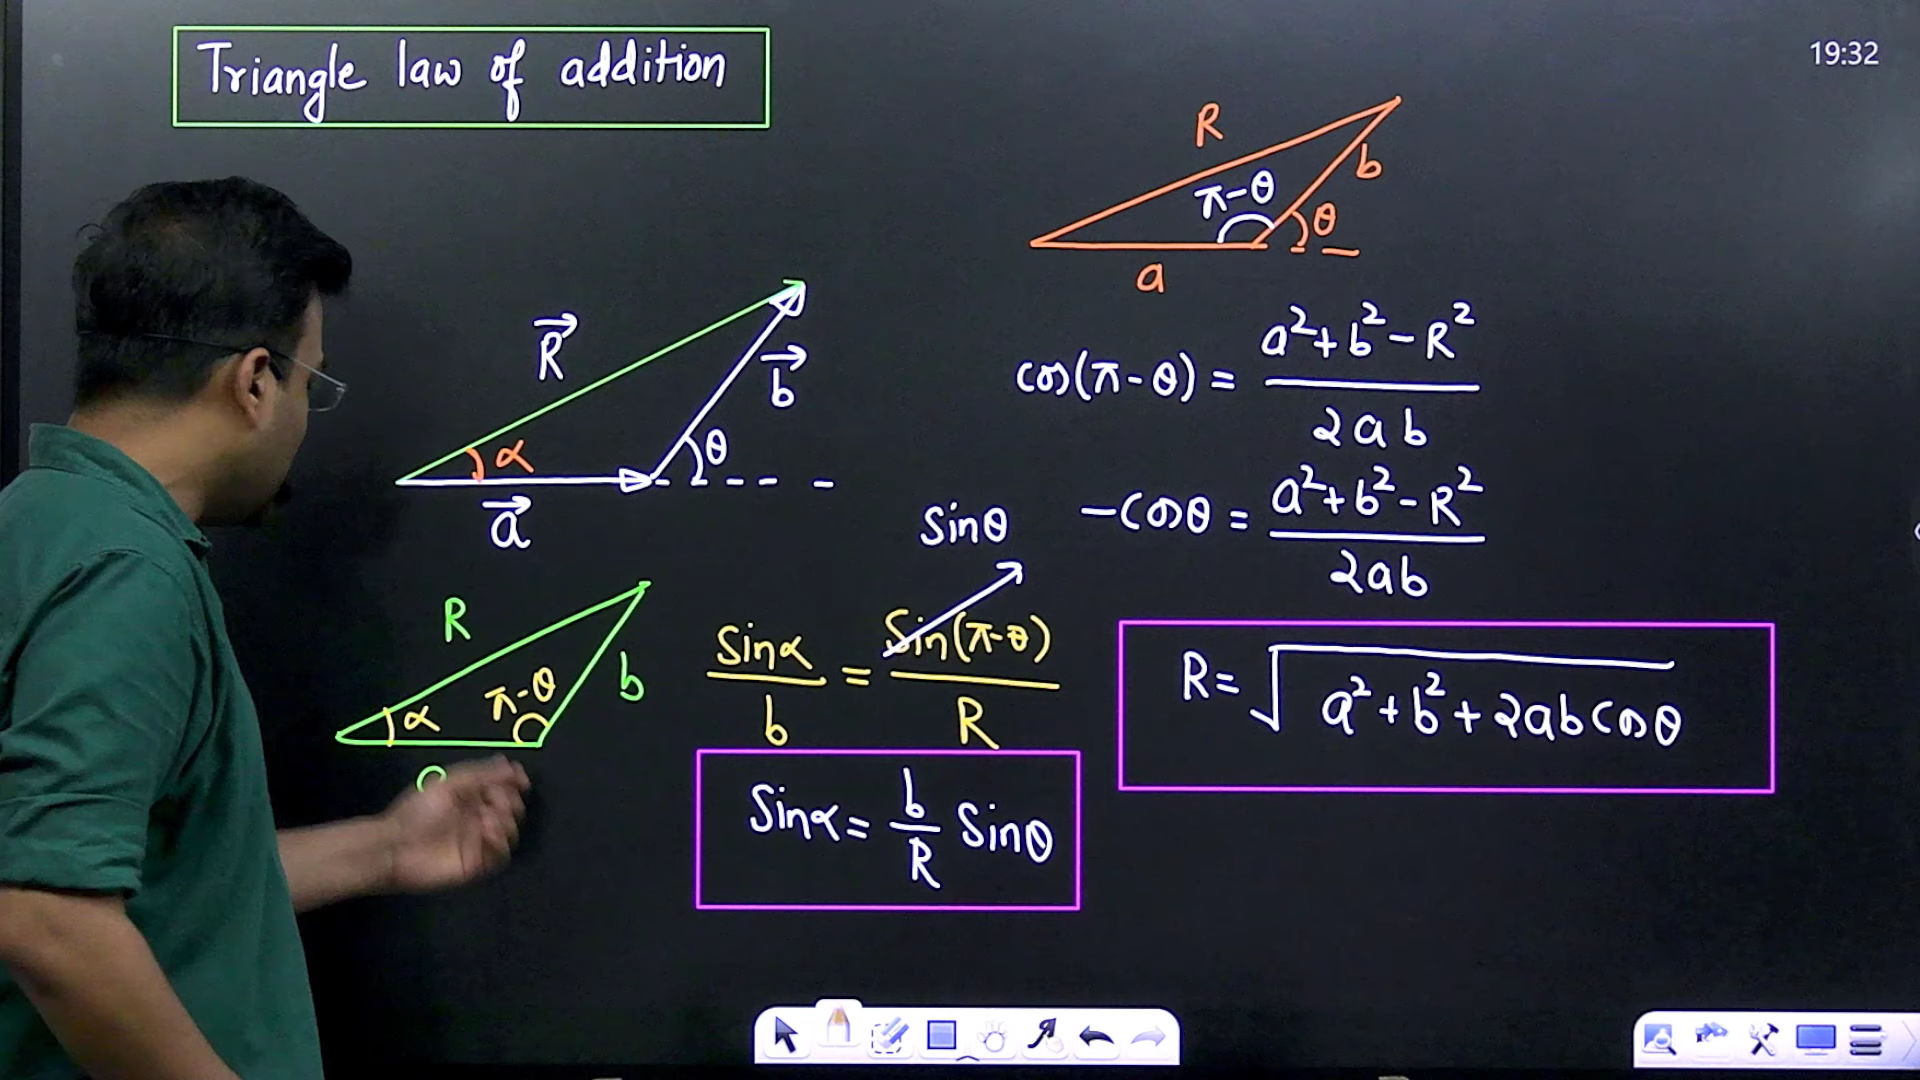 Triangle law of addition
19:32
R
b
π-θ
θ
a
R⃗
b⃗
α
θ
a⃗
cos(π-θ) = (a²+b²-R²)/(2ab)
-cosθ = (a²+b²-R²)/(2ab)
R
b
α
π-θ
Sinθ
Sinα/b = Sin(π-θ)/R
Sinα = b/R Sinθ
R = √(a²+b²+2abcosθ)